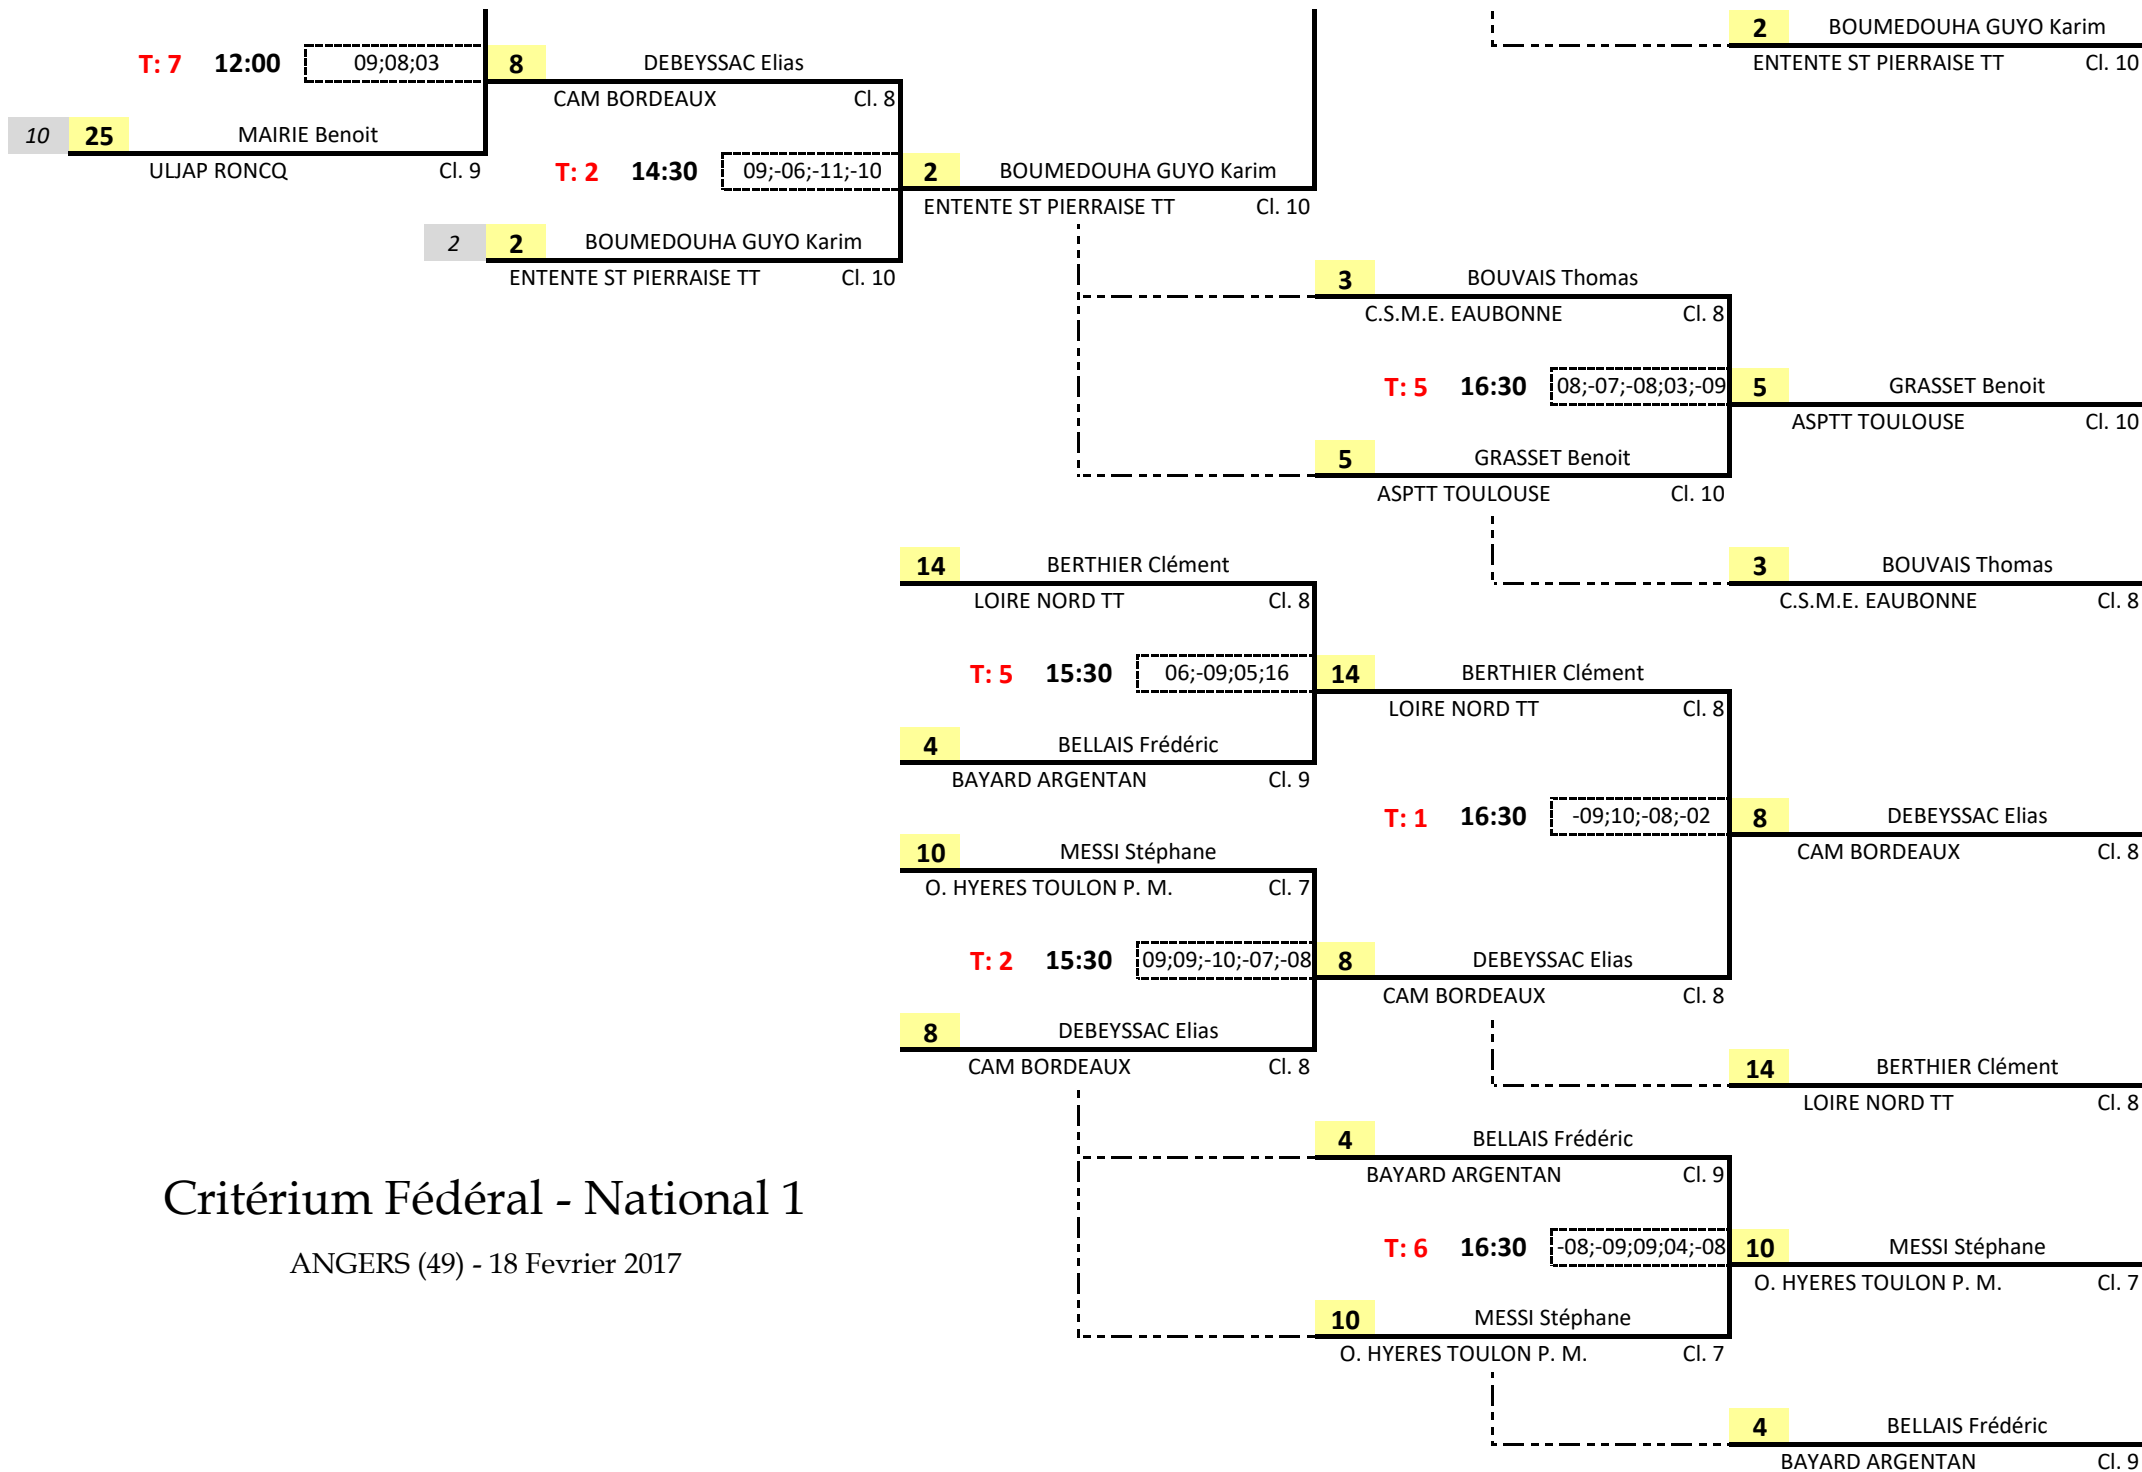 2 BOUMEDOUHA GUYO Karim
ENTENTE ST PIERRAISE TT Cl. 10
T: 7 12:00 09;08;03 8 DEBEYSSAC Elias
CAM BORDEAUX Cl. 8
10 25 MAIRIE Benoit
ULJAP RONCQ Cl. 9
T: 2 14:30 09;-06;-11;-10 2 BOUMEDOUHA GUYO Karim
ENTENTE ST PIERRAISE TT Cl. 10
2 2 BOUMEDOUHA GUYO Karim
ENTENTE ST PIERRAISE TT Cl. 10
3 BOUVAIS Thomas
C.S.M.E. EAUBONNE Cl. 8
T: 5 16:30 08;-07;-08;03;-09 5 GRASSET Benoit
ASPTT TOULOUSE Cl. 10
5 GRASSET Benoit
ASPTT TOULOUSE Cl. 10
14 BERTHIER Clément
LOIRE NORD TT Cl. 8
3 BOUVAIS Thomas
C.S.M.E. EAUBONNE Cl. 8
T: 5 15:30 06;-09;05;16 14 BERTHIER Clément
LOIRE NORD TT Cl. 8
4 BELLAIS Frédéric
BAYARD ARGENTAN Cl. 9
T: 1 16:30 -09;10;-08;-02 8 DEBEYSSAC Elias
CAM BORDEAUX Cl. 8
10 MESSI Stéphane
O. HYERES TOULON P. M. Cl. 7
T: 2 15:30 09;09;-10;-07;-08 8 DEBEYSSAC Elias
CAM BORDEAUX Cl. 8
8 DEBEYSSAC Elias
CAM BORDEAUX Cl. 8
14 BERTHIER Clément
LOIRE NORD TT Cl. 8
4 BELLAIS Frédéric
BAYARD ARGENTAN Cl. 9
Critérium Fédéral - National 1
ANGERS (49) - 18 Fevrier 2017
T: 6 16:30 -08;-09;09;04;-08 10 MESSI Stéphane
O. HYERES TOULON P. M. Cl. 7
10 MESSI Stéphane
O. HYERES TOULON P. M. Cl. 7
4 BELLAIS Frédéric
BAYARD ARGENTAN Cl. 9